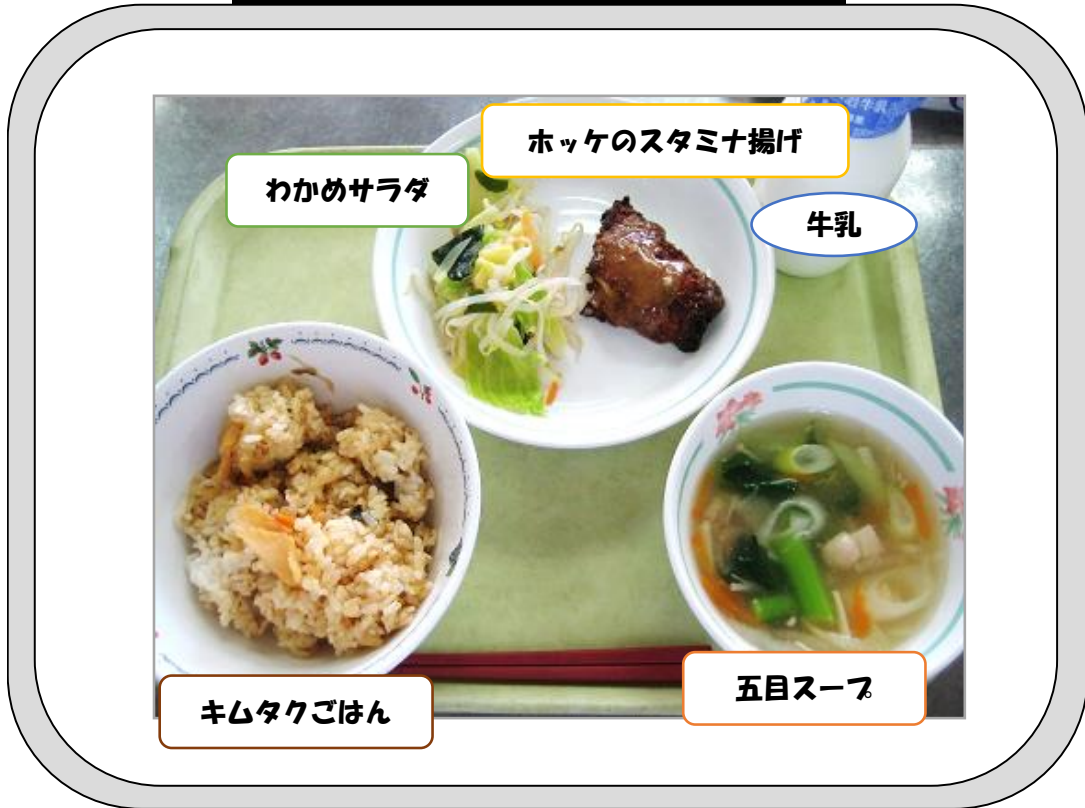 ホッケのスタミナ揚げ
わかめサラダ
牛乳
キムタクごはん
五目スープ